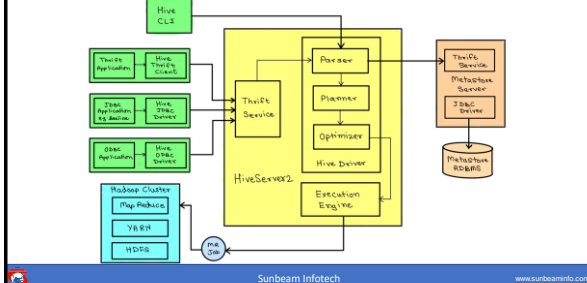 Hive
CLI
Thrift
Application
Hive
Thrift
Client
JDBC
Application
Eg. Beeline
Hive
JDBC
Driver
ODBC
Application
Hive
ODBC
Driver
Thrift
Service
Parser
Planner
Optimizer
Hive Driver
HiveServer2
Execution
Engine
Thrift
Service
Metastore
Server
JDBC
Driver
Metastore
RDBMS
Hadoop Cluster
Map Reduce
YARN
HDFS
MR
Job
Sunbeam Infotech
www.sunbeaminfo.com